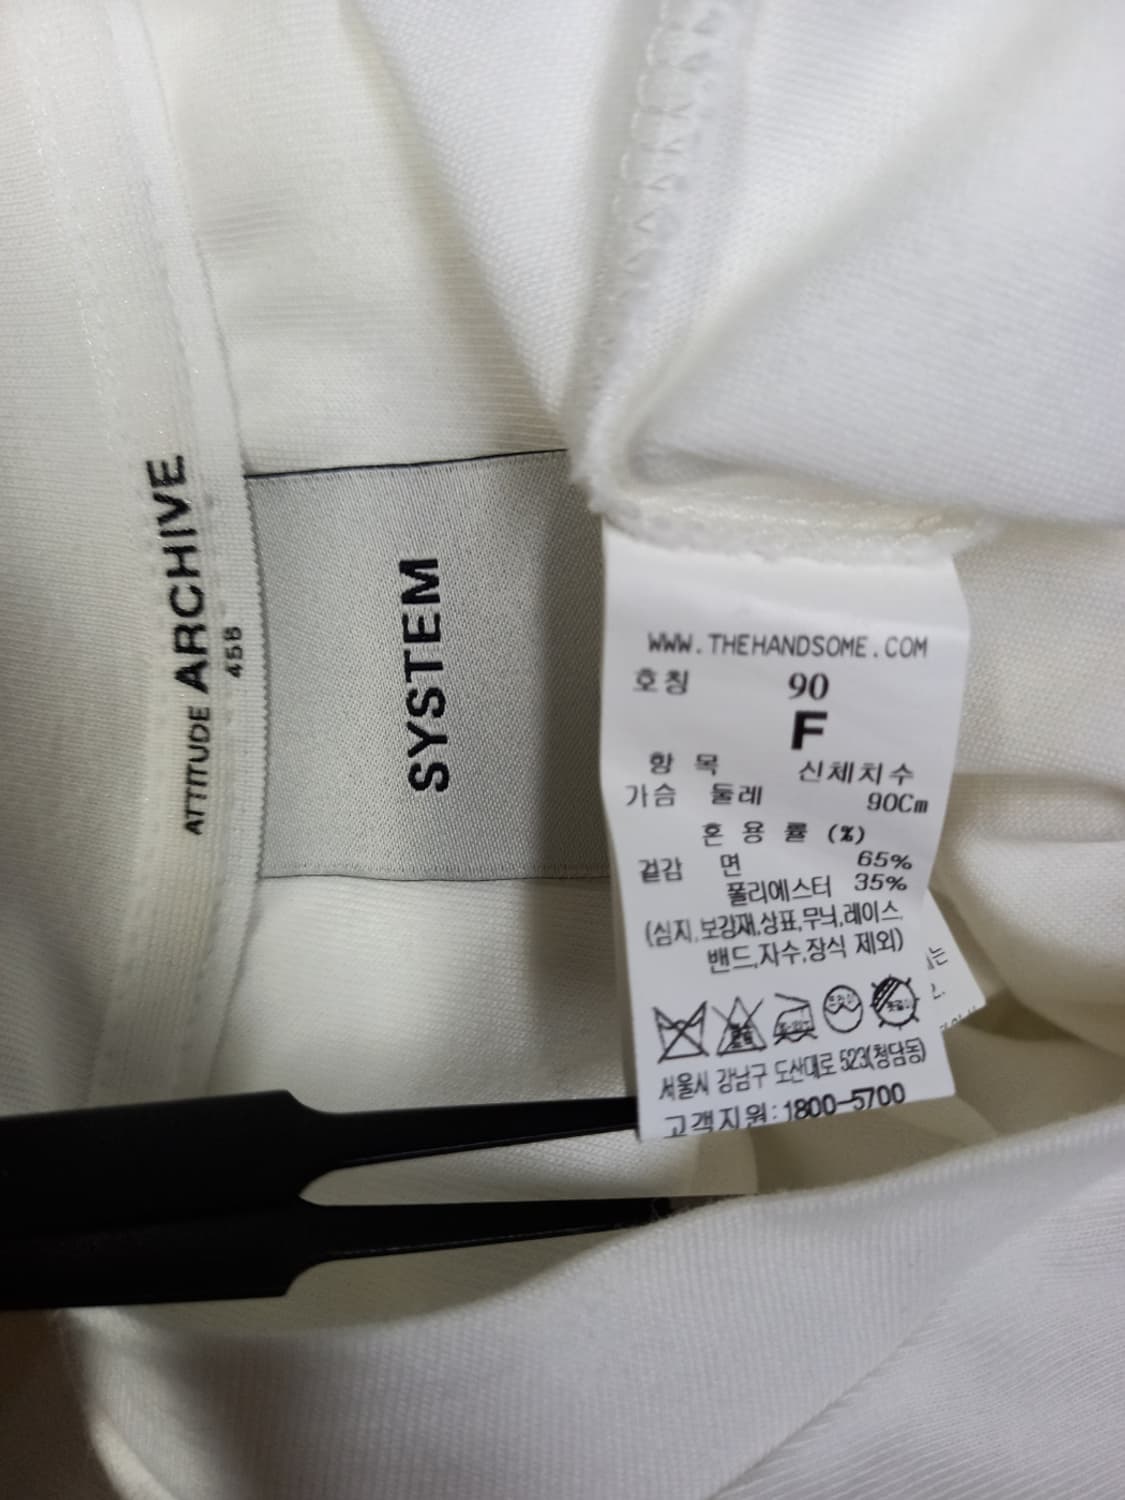 ATTITUDE ARCHIVE
45B
SYSTEM
WWW.THEHANDSOME.COM
호칭 90
F
항 목 신체치수
가슴 둘레 90Cm
혼 용 률 (%)
겉감 면 65%
폴리에스터 35%
(심지,보강재,상표,무늬,레이스,
밴드,자수,장식 제외)
서울시 강남구 도산대로 523(청담동)
고객지원:1800-5700